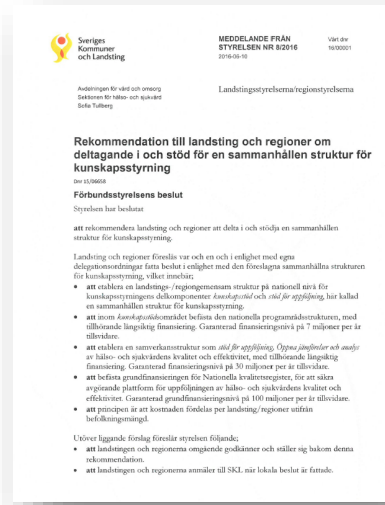 Sveriges
Kommuner
och Landsting
MEDDELANDE FRÅN
STYRELSEN NR 8/2016
2016-06-10
Vårt dnr
16/00001
Avdelningen för vård och omsorg
Sektionen för hälso- och sjukvård
Sofia Tullberg
Landstingsstyrelserna/regionstyrelserna
Rekommendation till landsting och regioner om
deltagande i och stöd för en sammanhållen struktur för
kunskapsstyrning
Dnr 15/06658
Förbundsstyrelsens beslut
Styrelsen har beslutat
att rekommendera landsting och regioner att delta i och stödja en sammanhållen
struktur för kunskapsstyrning.
Landsting och regioner föreslås var och en i enlighet med egna
delegationsordningar fatta beslut i enlighet med den föreslagna sammanhållna strukturen
för kunskapsstyrning, vilket innebär;
• att etablera en landstings-/regiongemensam struktur på nationell nivå för
kunskapsstyrningens delkomponenter kunskapsstöd och stöd för uppföljning, här kallad
en sammanhållen struktur för kunskapsstyrning.
• att inom kunskapsstödsområdet befästa den nationella programrådsstrukturen, med
tillhörande långsiktig finansiering. Garanterad finansieringsnivå på 7 miljoner per år
tillsvidare.
• att etablera en samverkansstruktur som stöd för uppföljning, Öppna jämförelser och analys
av hälso- och sjukvårdens kvalitet och effektivitet, med tillhörande långsiktig
finansiering. Garanterad finansieringsnivå på 30 miljoner per år tillsvidare.
• att befästa grundfinansieringen för Nationella kvalitetsregister, för att säkra
avgörande plattform för uppföljningen av hälso- och sjukvårdens kvalitet och
effektivitet. Garanterad grundfinansieringsnivå på 100 miljoner per år tillsvidare.
• att principen är att kostnaden fördelas per landsting/regioner utifrån
befolkningsmängd.
Utöver liggande förslag föreslår styrelsen följande;
• att landstingen och regionerna omgående godkänner och ställer sig bakom denna
rekommendation.
• att landstingen och regionerna anmäler till SKL när lokala beslut är fattade.